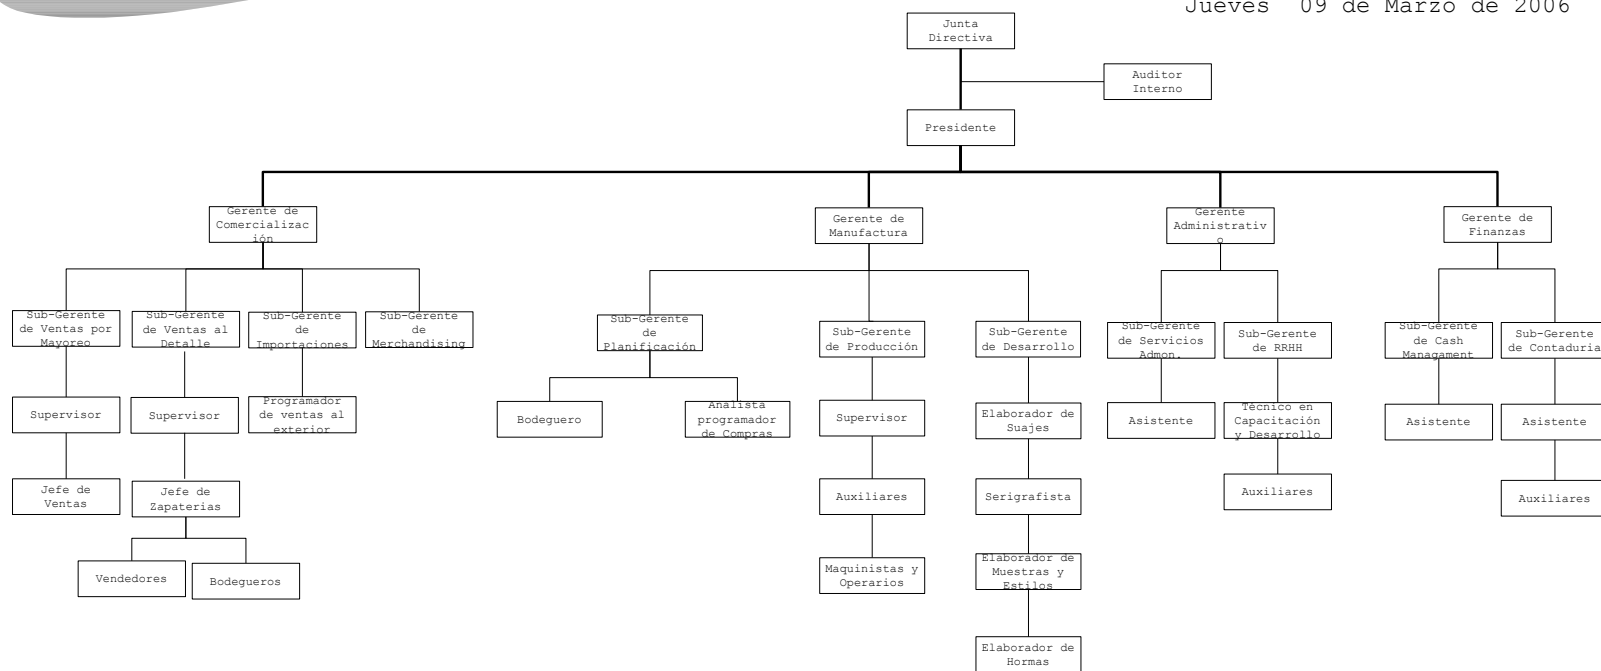 Jueves 09 de Marzo de 2006
Junta
Directiva
Auditor
Interno
Presidente
Gerente de
Comercializac
ión
Gerente de
Manufactura
Gerente
Administrativ
o
Gerente de
Finanzas
Sub-Gerente
de Ventas por
Mayoreo
Sub-Gerente
de Ventas al
Detalle
Sub-Gerente
de
Importaciones
Sub-Gerente
de
Merchandising
Sub-Gerente
de
Planificación
Sub-Gerente
de Producción
Sub-Gerente
de Desarrollo
Sub-Gerente
de Servicios
Admon.
Sub-Gerente
de RRHH
Sub-Gerente
de Cash
Managament
Sub-Gerente
de Contaduria
Supervisor
Supervisor
Programador
de ventas al
exterior
Bodeguero
Analista
programador
de Compras
Supervisor
Elaborador de
Suajes
Asistente
Técnico en
Capacitación
y Desarrollo
Asistente
Asistente
Jefe de
Ventas
Jefe de
Zapaterias
Auxiliares
Serigrafista
Auxiliares
Auxiliares
Vendedores
Bodegueros
Maquinistas y
Operarios
Elaborador de
Muestras y
Estilos
Elaborador de
Hormas